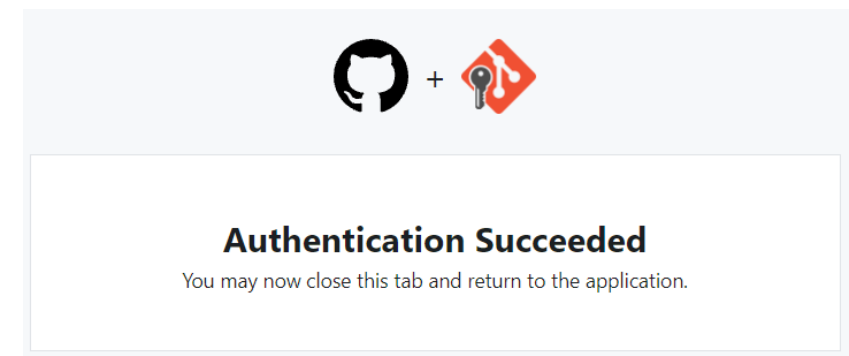 +
Authentication Succeeded
You may now close this tab and return to the application.